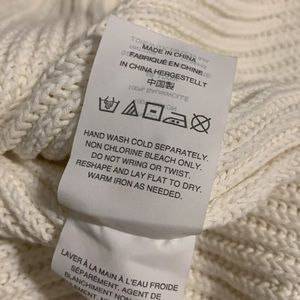 MADE IN CHINA
FABRIQUÉ EN CHINE
IN CHINA HERGESTELLT
中国製
HAND WASH COLD SEPARATELY.
NON CHLORINE BLEACH ONLY.
DO NOT WRING OR TWIST.
RESHAPE AND LAY FLAT TO DRY.
WARM IRON AS NEEDED.
LAVER À LA MAIN À L'EAU FROIDE
SÉPARÉMENT. AGENT DE
BLANCHIMENT NON